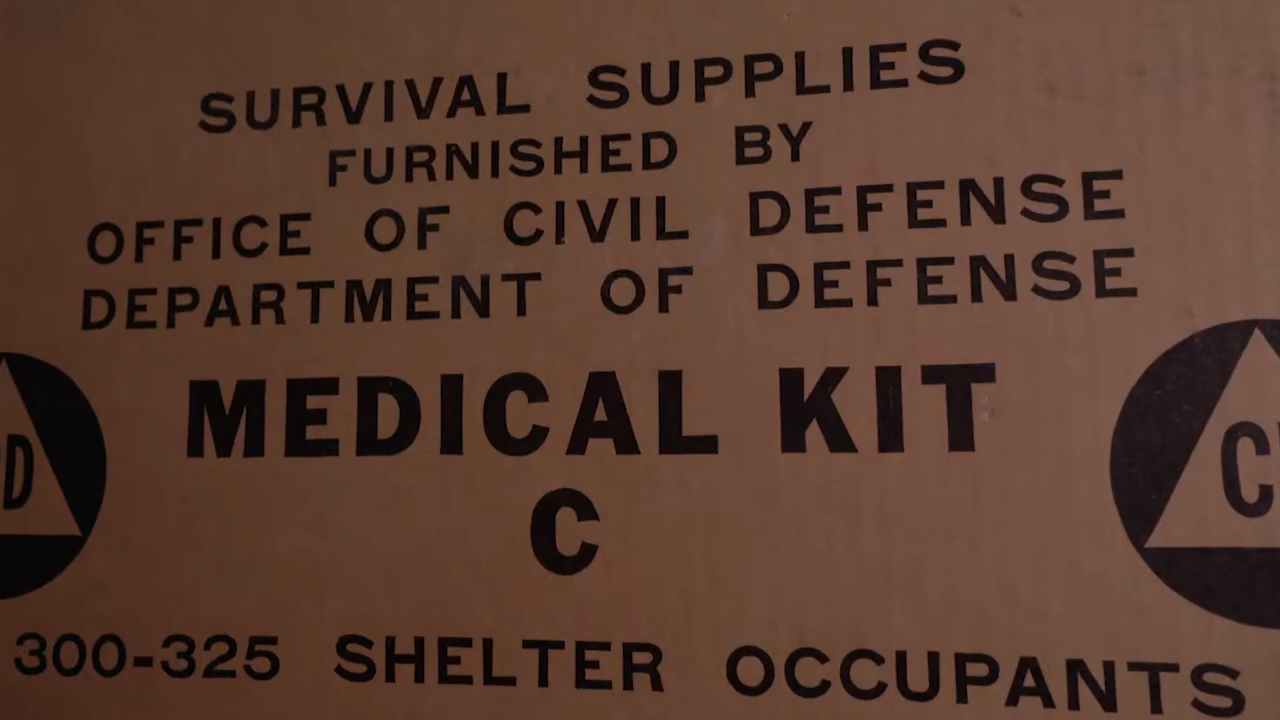 SURVIVAL SUPPLIES
FURNISHED BY
OFFICE OF CIVIL DEFENSE
DEPARTMENT OF DEFENSE
MEDICAL KIT
C
300-325 SHELTER OCCUPANTS